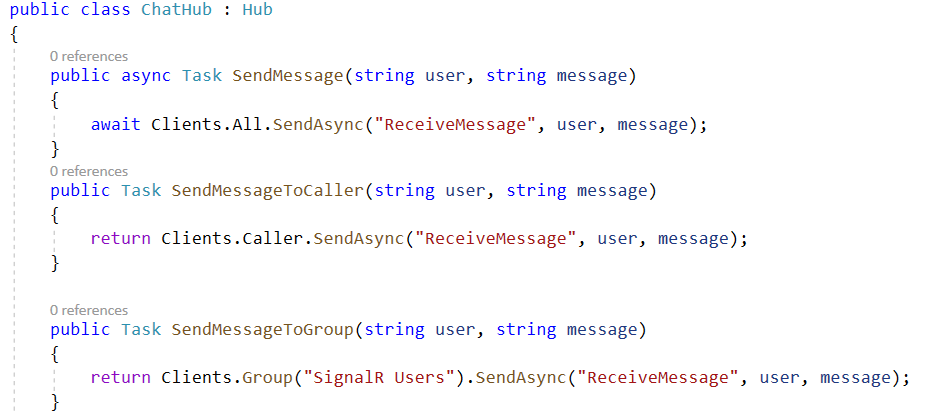 public class ChatHub : Hub
{
0 references
public async Task SendMessage(string user, string message)
{
await Clients.All.SendAsync("ReceiveMessage", user, message);
}
0 references
public Task SendMessageToCaller(string user, string message)
{
return Clients.Caller.SendAsync("ReceiveMessage", user, message);
}
0 references
public Task SendMessageToGroup(string user, string message)
{
return Clients.Group("SignalR Users").SendAsync("ReceiveMessage", user, message);
}